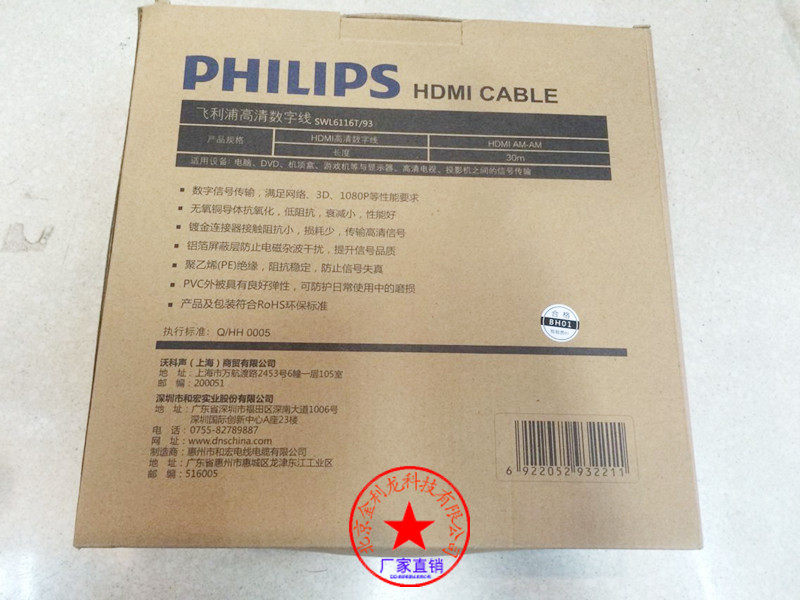 PHILIPS HDMI CABLE
飞利浦高清数字线 SWL6116T/93
产品规格 HDMI高清数字线 HDMI AM-AM
长度 30m
适用设备: 电脑、DVD、机顶盒、游戏机等与显示器、高清电视、投影机之间的信号传输
▪ 数字信号传输，满足网络、3D、1080P等性能要求
▪ 无氧铜导体抗氧化，低阻抗，衰减小，性能好
▪ 镀金连接器接触阻抗小，损耗少，传输高清信号
▪ 铝箔屏蔽层防止电磁杂波干扰，提升信号品质
▪ 聚乙烯(PE)绝缘，阻抗稳定，防止信号失真
▪ PVC外被具有良好弹性，可防护日常使用中的磨损
▪ 产品及包装符合RoHS环保标准
合格
BH01
执行标准: Q/HH 0005
沃科声（上海）商贸有限公司
地 址: 上海市万航渡路2453号6幢一层105室
邮 编: 200051
深圳市和宏实业股份有限公司
地 址: 广东省深圳市福田区深南大道1006号
深圳国际创新中心A座23楼
电 话: 0755-82789887
网 址: www.dnschina.com
制造商: 惠州市和宏电线电缆有限公司
地 址: 广东省惠州市惠城区龙津东江工业区
邮 编: 516005
6 922052 932211
北京金利龙科技有限公司
厂家直销